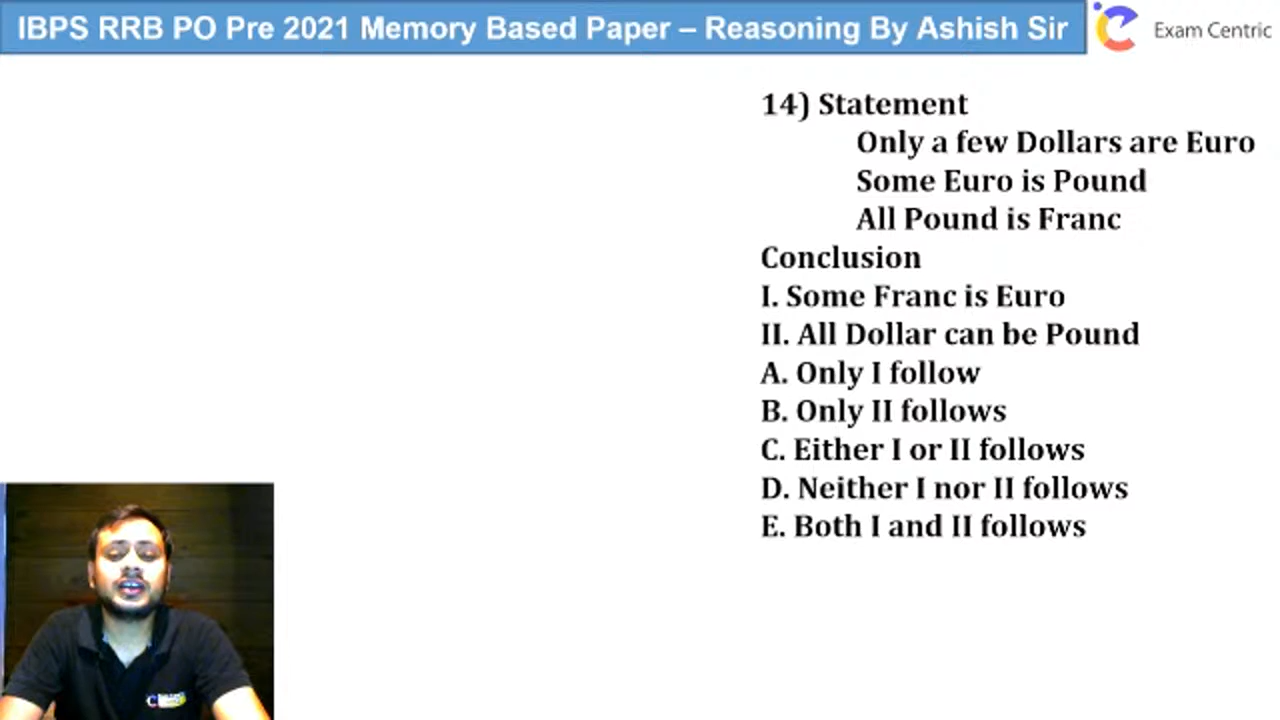 IBPS RRB PO Pre 2021 Memory Based Paper – Reasoning By Ashish Sir
Exam Centric
14) Statement
Only a few Dollars are Euro
Some Euro is Pound
All Pound is Franc
Conclusion
I. Some Franc is Euro
II. All Dollar can be Pound
A. Only I follow
B. Only II follows
C. Either I or II follows
D. Neither I nor II follows
E. Both I and II follows